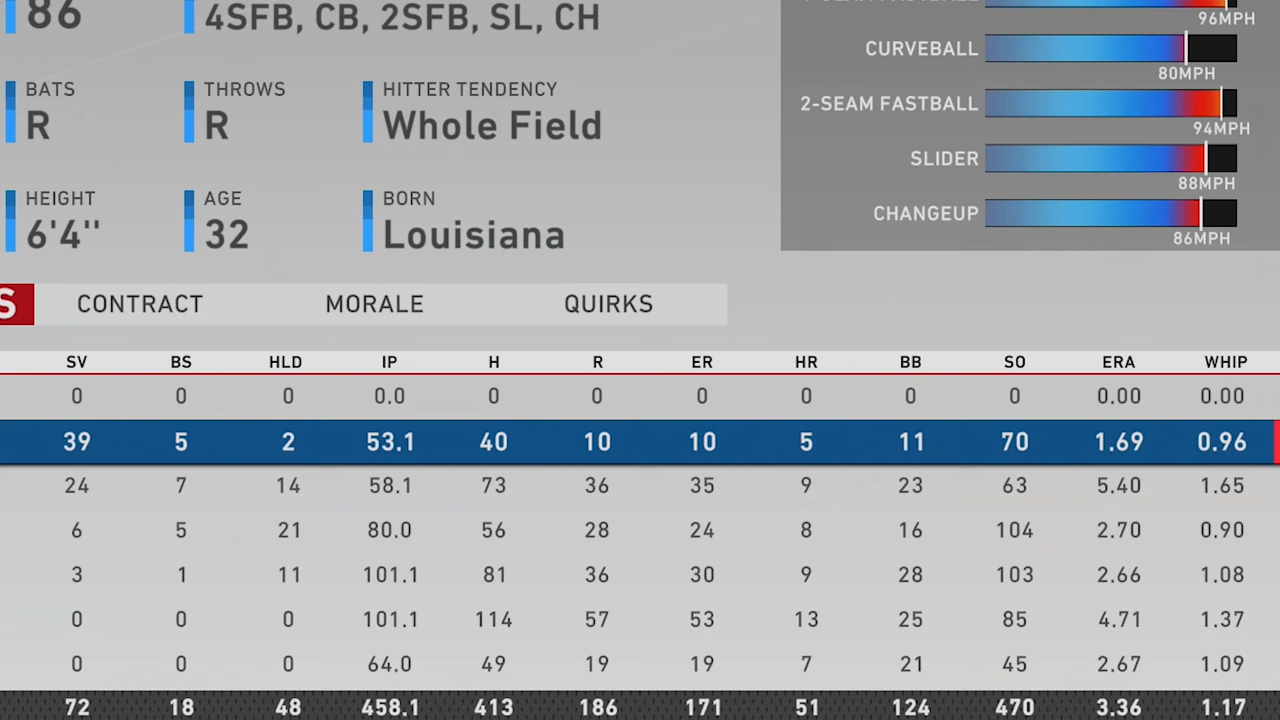 86
4SFB, CB, 2SFB, SL, CH
96MPH
CURVEBALL
80MPH
BATS
THROWS
HITTER TENDENCY
R
R
Whole Field
2-SEAM FASTBALL
94MPH
SLIDER
88MPH
HEIGHT
AGE
BORN
6'4''
32
Louisiana
CHANGEUP
86MPH
S CONTRACT MORALE QUIRKS
SV BS HLD IP H R ER HR BB SO ERA WHIP
0 0 0 0.0 0 0 0 0 0 0 0.00 0.00
39 5 2 53.1 40 10 10 5 11 70 1.69 0.96
24 7 14 58.1 73 36 35 9 23 63 5.40 1.65
6 5 21 80.0 56 28 24 8 16 104 2.70 0.90
3 1 11 101.1 81 36 30 9 28 103 2.66 1.08
0 0 0 101.1 114 57 53 13 25 85 4.71 1.37
0 0 0 64.0 49 19 19 7 21 45 2.67 1.09
72 18 48 458.1 413 186 171 51 124 470 3.36 1.17